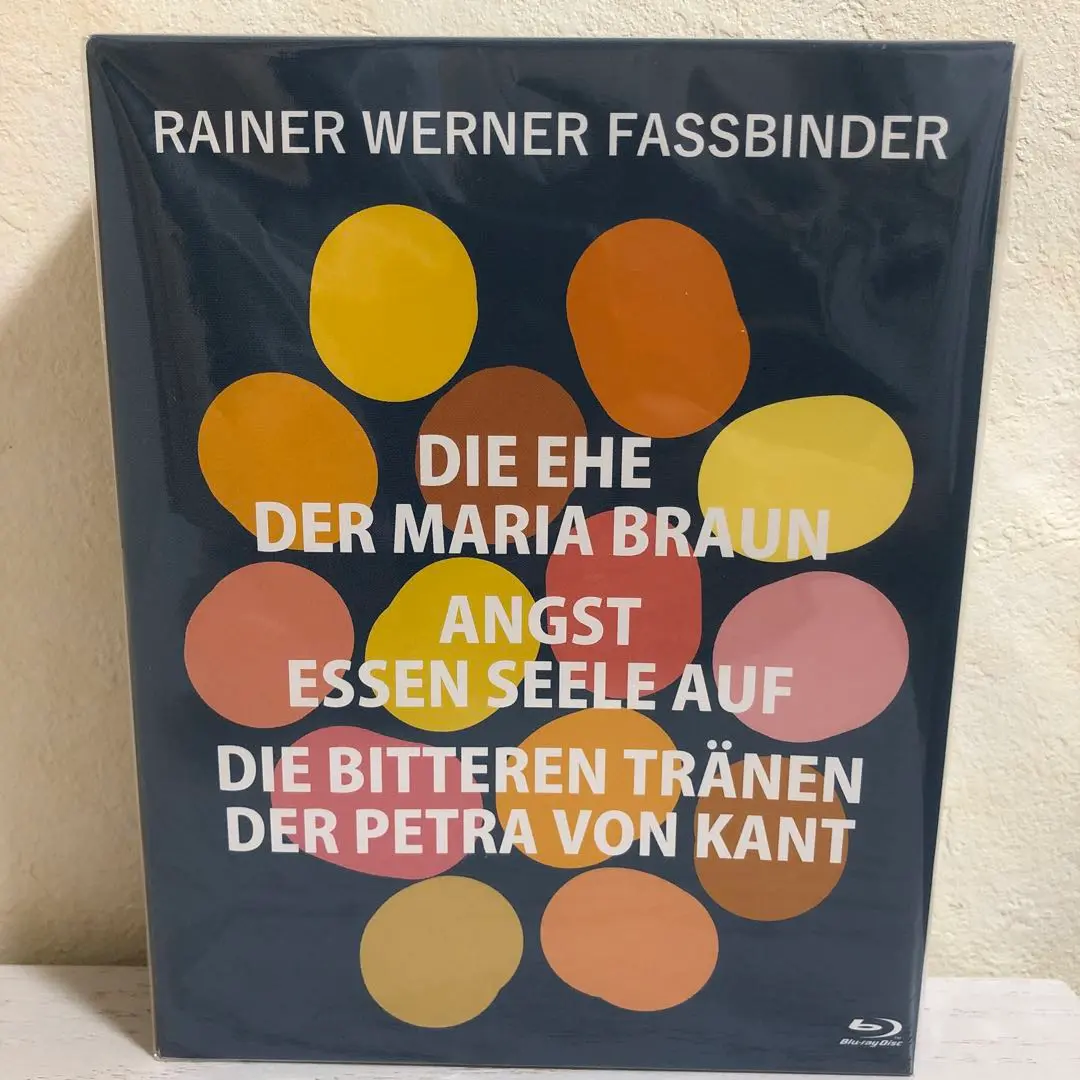 RAINER WERNER FASSBINDER
DIE EHE
DER MARIA BRAUN
ANGST
ESSEN SEELE AUF
DIE BITTEREN TRÄNEN
DER PETRA VON KANT
Blu-ray Disc